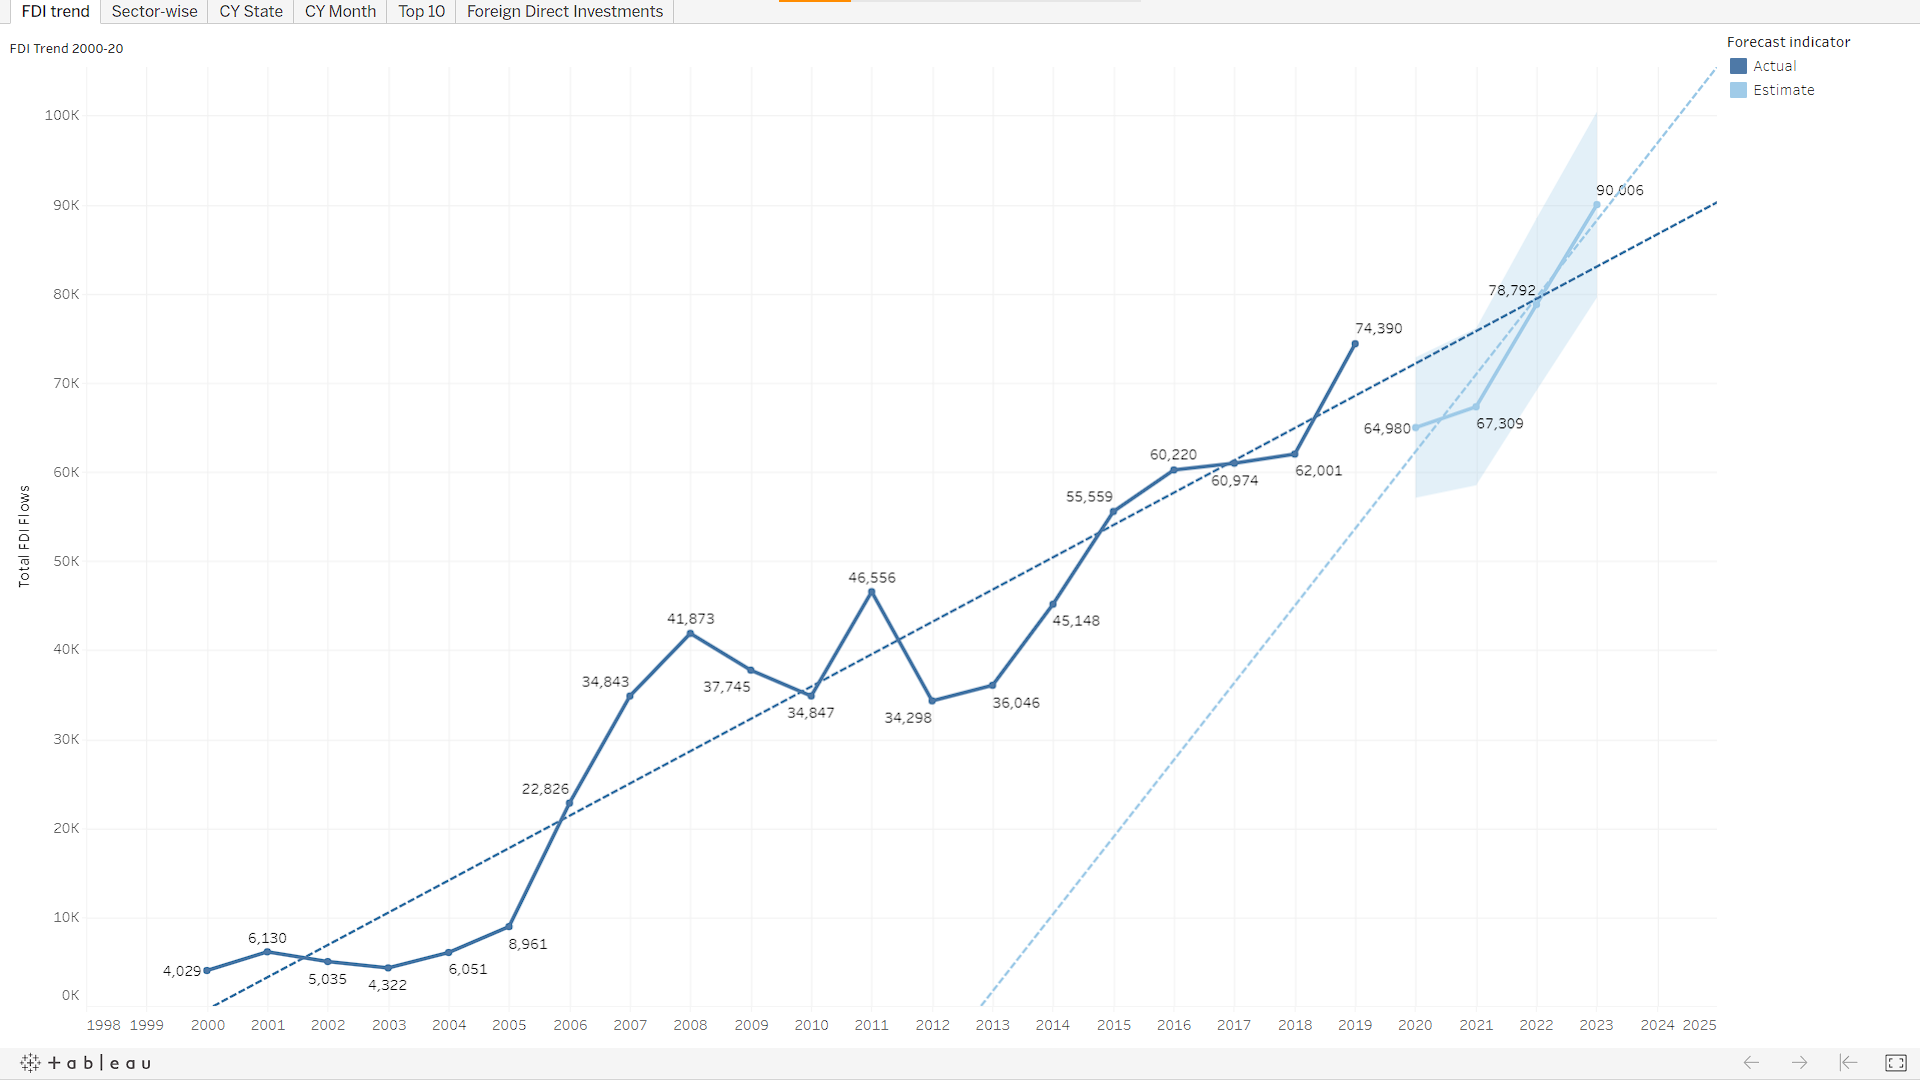 FDI trend
Sector-wise
CY State
CY Month
Top 10
Foreign Direct Investments
FDI Trend 2000-20
Forecast indicator
Actual
Estimate
Total FDI Flows
100K
90K
80K
70K
60K
50K
40K
30K
20K
10K
0K
4,029
6,130
5,035
4,322
6,051
8,961
22,826
34,843
41,873
37,745
34,847
46,556
34,298
36,046
45,148
55,559
60,220
60,974
62,001
74,390
64,980
67,309
78,792
90,006
1998
1999
2000
2001
2002
2003
2004
2005
2006
2007
2008
2009
2010
2011
2012
2013
2014
2015
2016
2017
2018
2019
2020
2021
2022
2023
2024
2025
+ a b l e a u